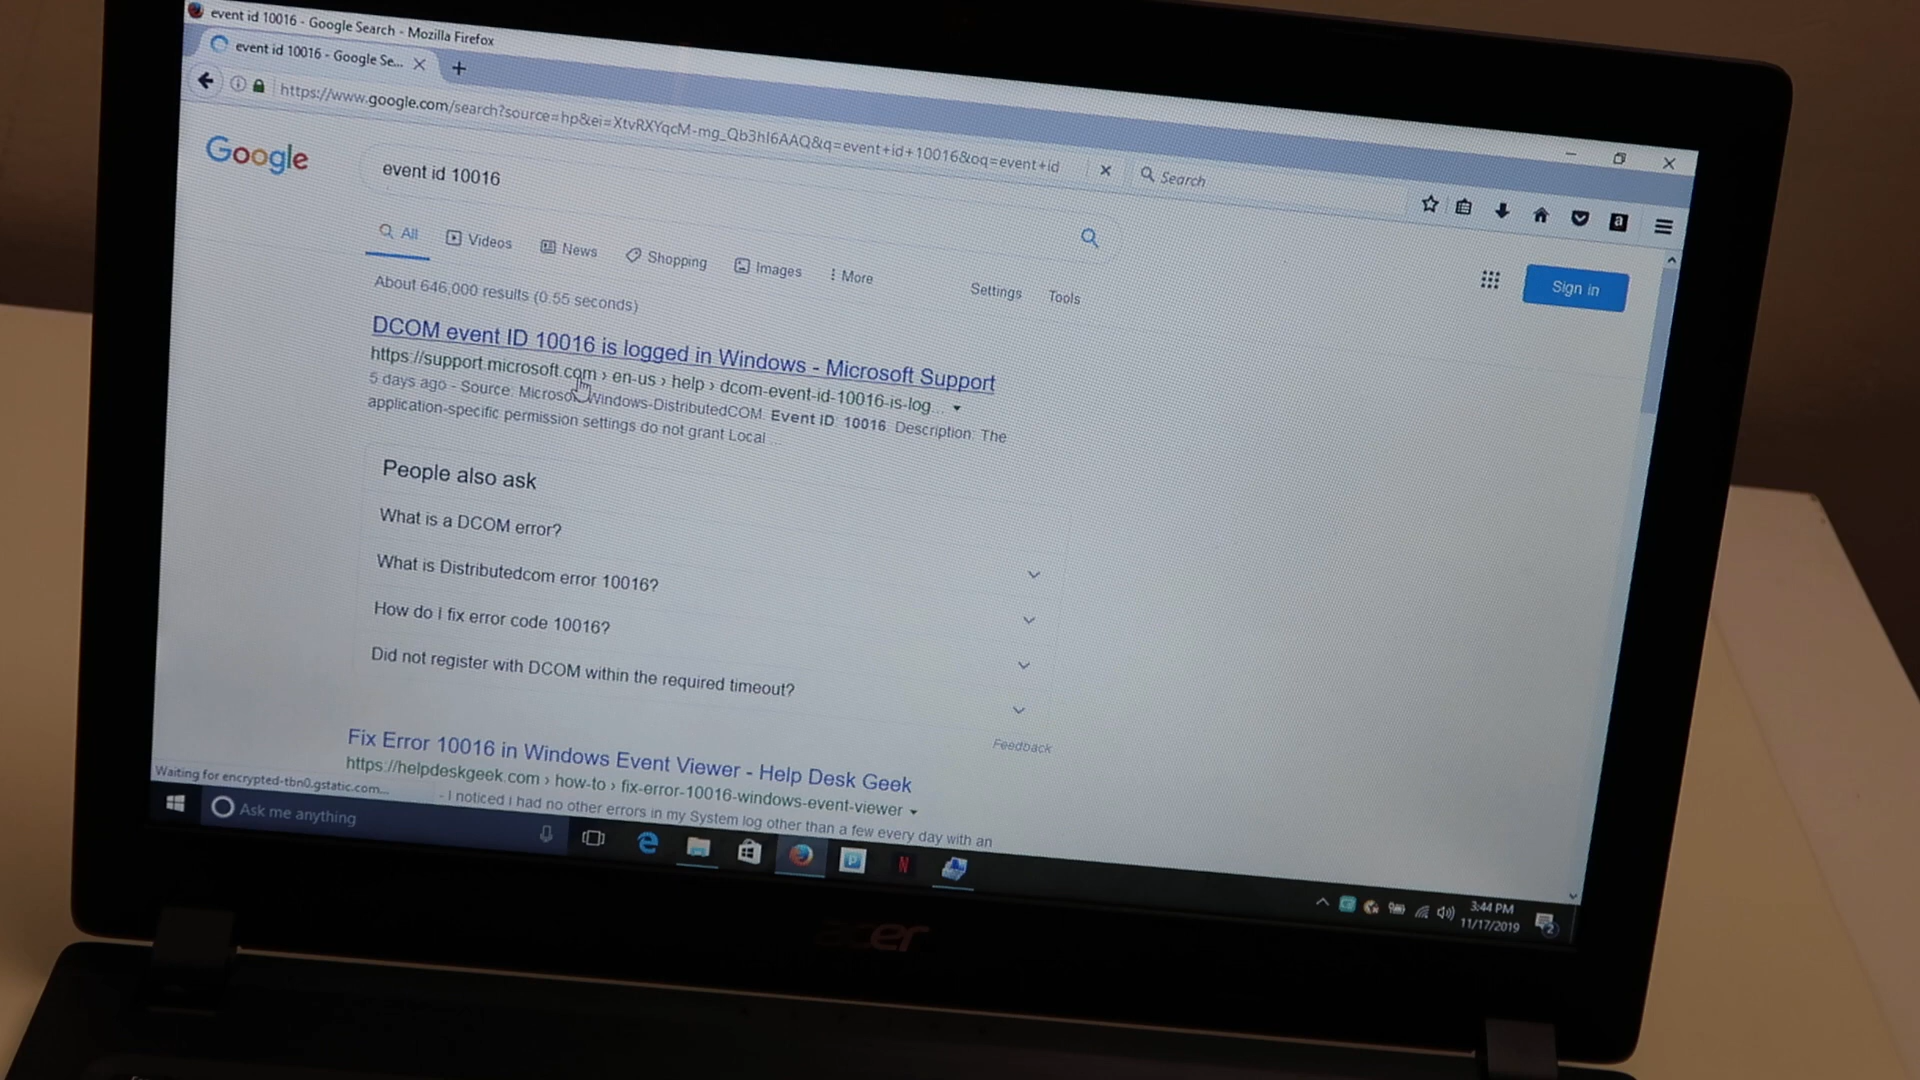 event id 10016 - Google Search - Mozilla Firefox
event id 10016 - Google Se...
https://www.google.com/search?source=hp&ei=XtvRXYqcM-mg_Qb3hI6AAQ&q=event+id+10016&oq=event+id
Search
Google
event id 10016
All Videos News Shopping Images More Settings Tools
Sign in
About 646,000 results (0.55 seconds)
DCOM event ID 10016 is logged in Windows - Microsoft Support
https://support.microsoft.com › en-us › help › dcom-event-id-10016-is-log...
5 days ago - Source: Microsoft-Windows-DistributedCOM. Event ID: 10016. Description: The
application-specific permission settings do not grant Local ...
People also ask
What is a DCOM error?
What is Distributedcom error 10016?
How do I fix error code 10016?
Did not register with DCOM within the required timeout?
Feedback
Fix Error 10016 in Windows Event Viewer - Help Desk Geek
https://helpdeskgeek.com › how-to › fix-error-10016-windows-event-viewer
- I noticed I had no other errors in my System log other than a few every day with an
Waiting for encrypted-tbn0.gstatic.com...
Ask me anything
3:44 PM
11/17/2019
2
acer